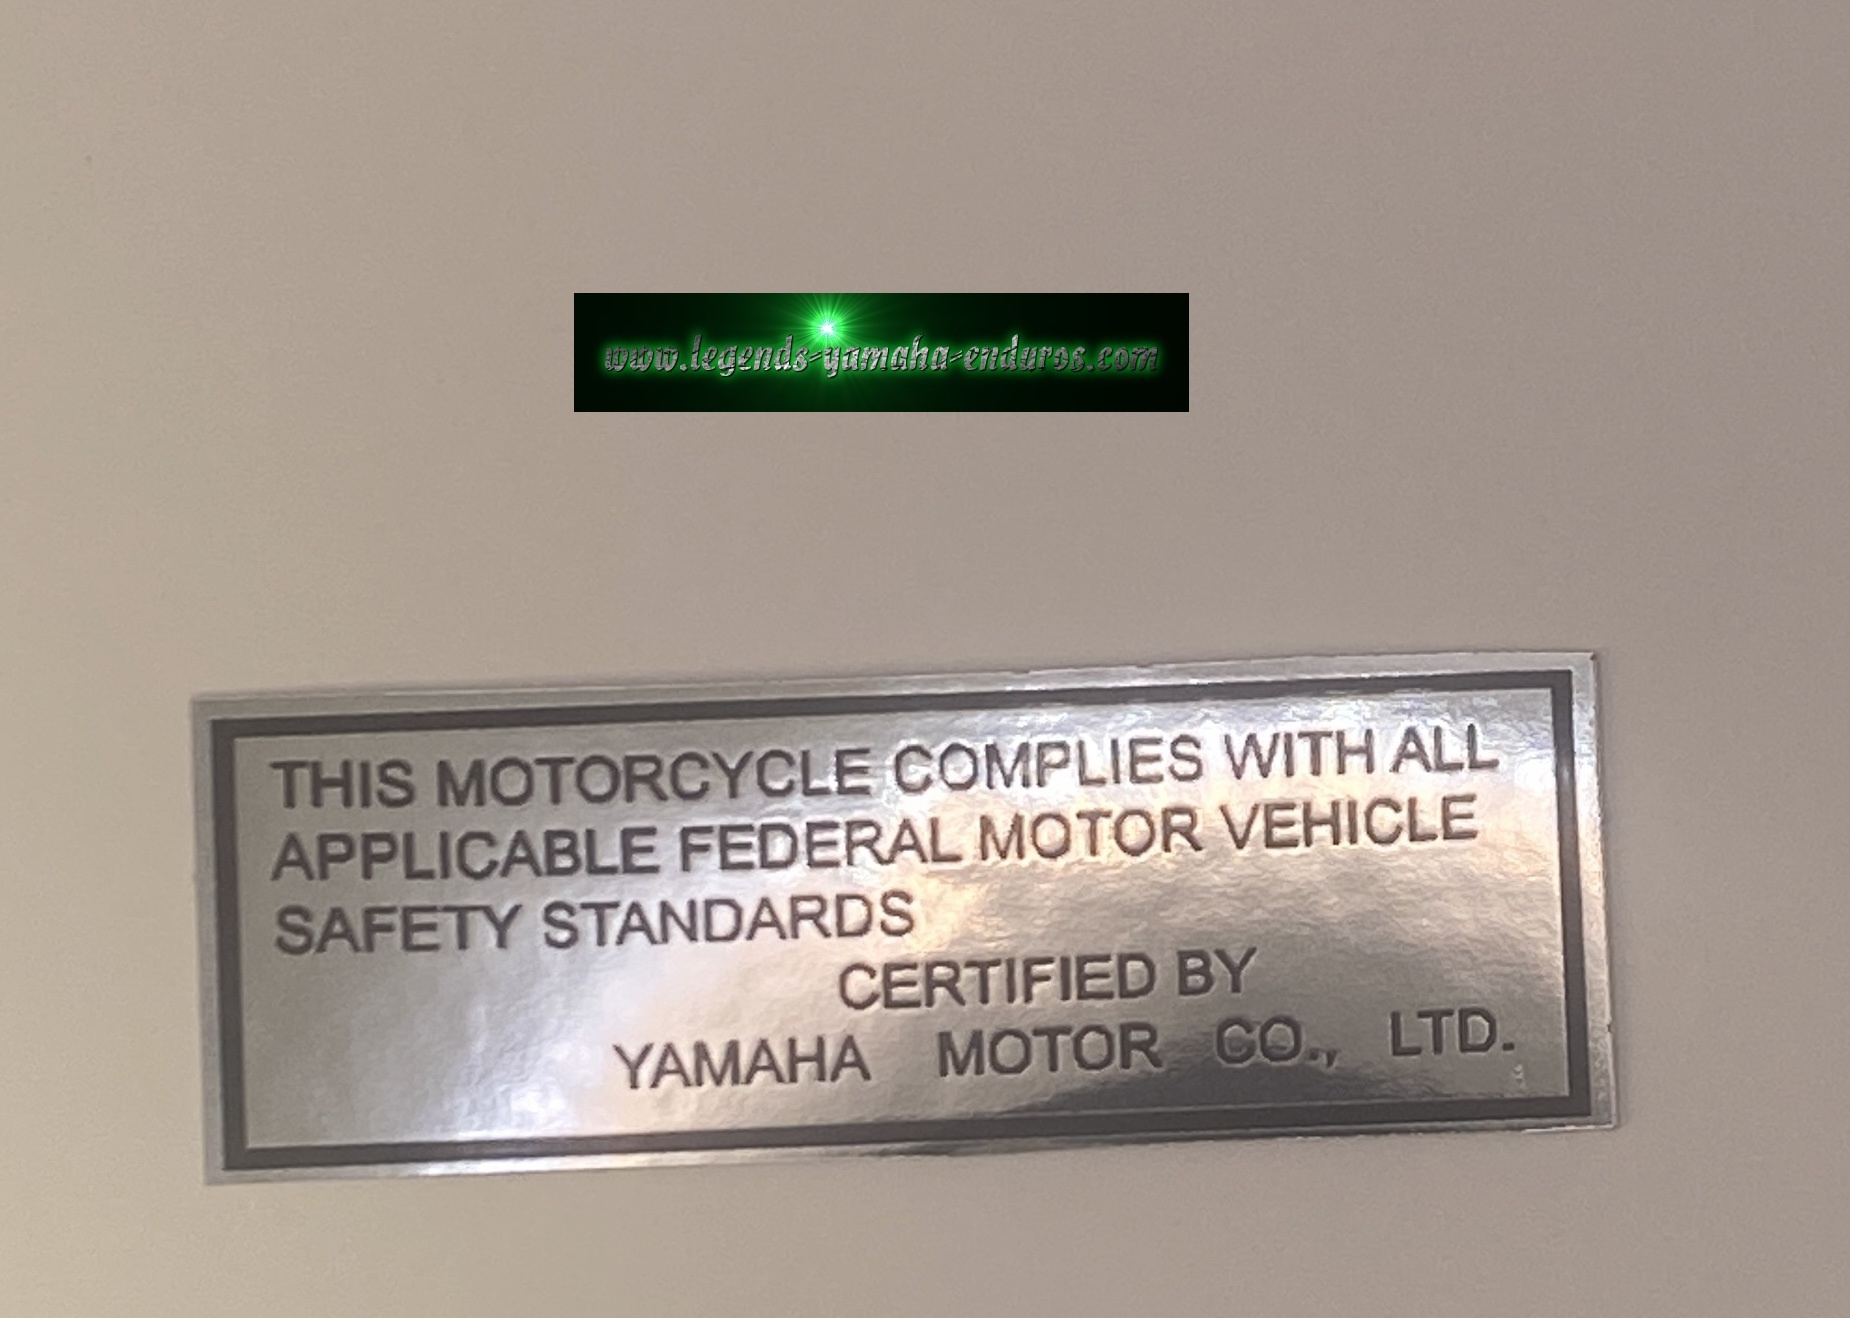 www.legends-yamaha-enduros.com
THIS MOTORCYCLE COMPLIES WITH ALL
APPLICABLE FEDERAL MOTOR VEHICLE
SAFETY STANDARDS
CERTIFIED BY
YAMAHA MOTOR CO., LTD.